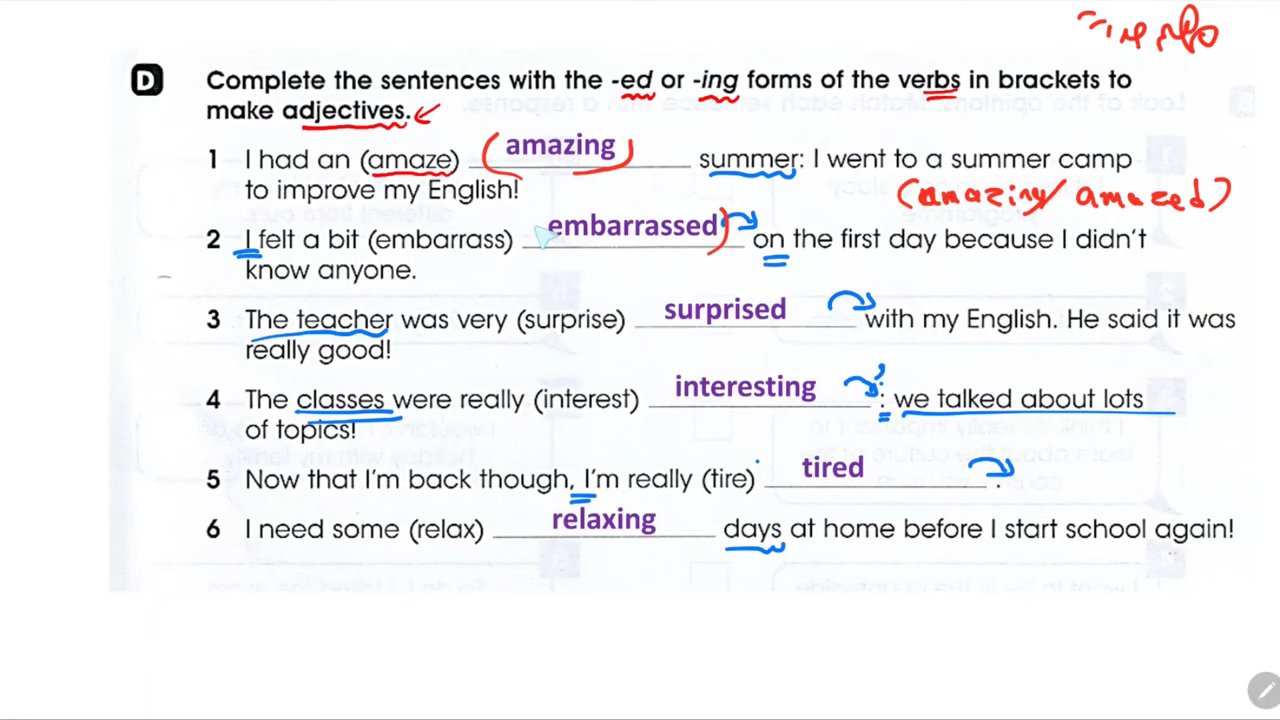 D Complete the sentences with the -ed or -ing forms of the verbs in brackets to
make adjectives.
1 I had an (amaze) (amazing) summer: I went to a summer camp
to improve my English!
(amazing amazed)
2 I felt a bit (embarrass) embarrassed) on the first day because I didn't
know anyone.
3 The teacher was very (surprise) surprised with my English. He said it was
really good!
4 The classes were really (interest) interesting : we talked about lots
of topics!
5 Now that I'm back though, I'm really (tire) tired .
6 I need some (relax) relaxing days at home before I start school again!